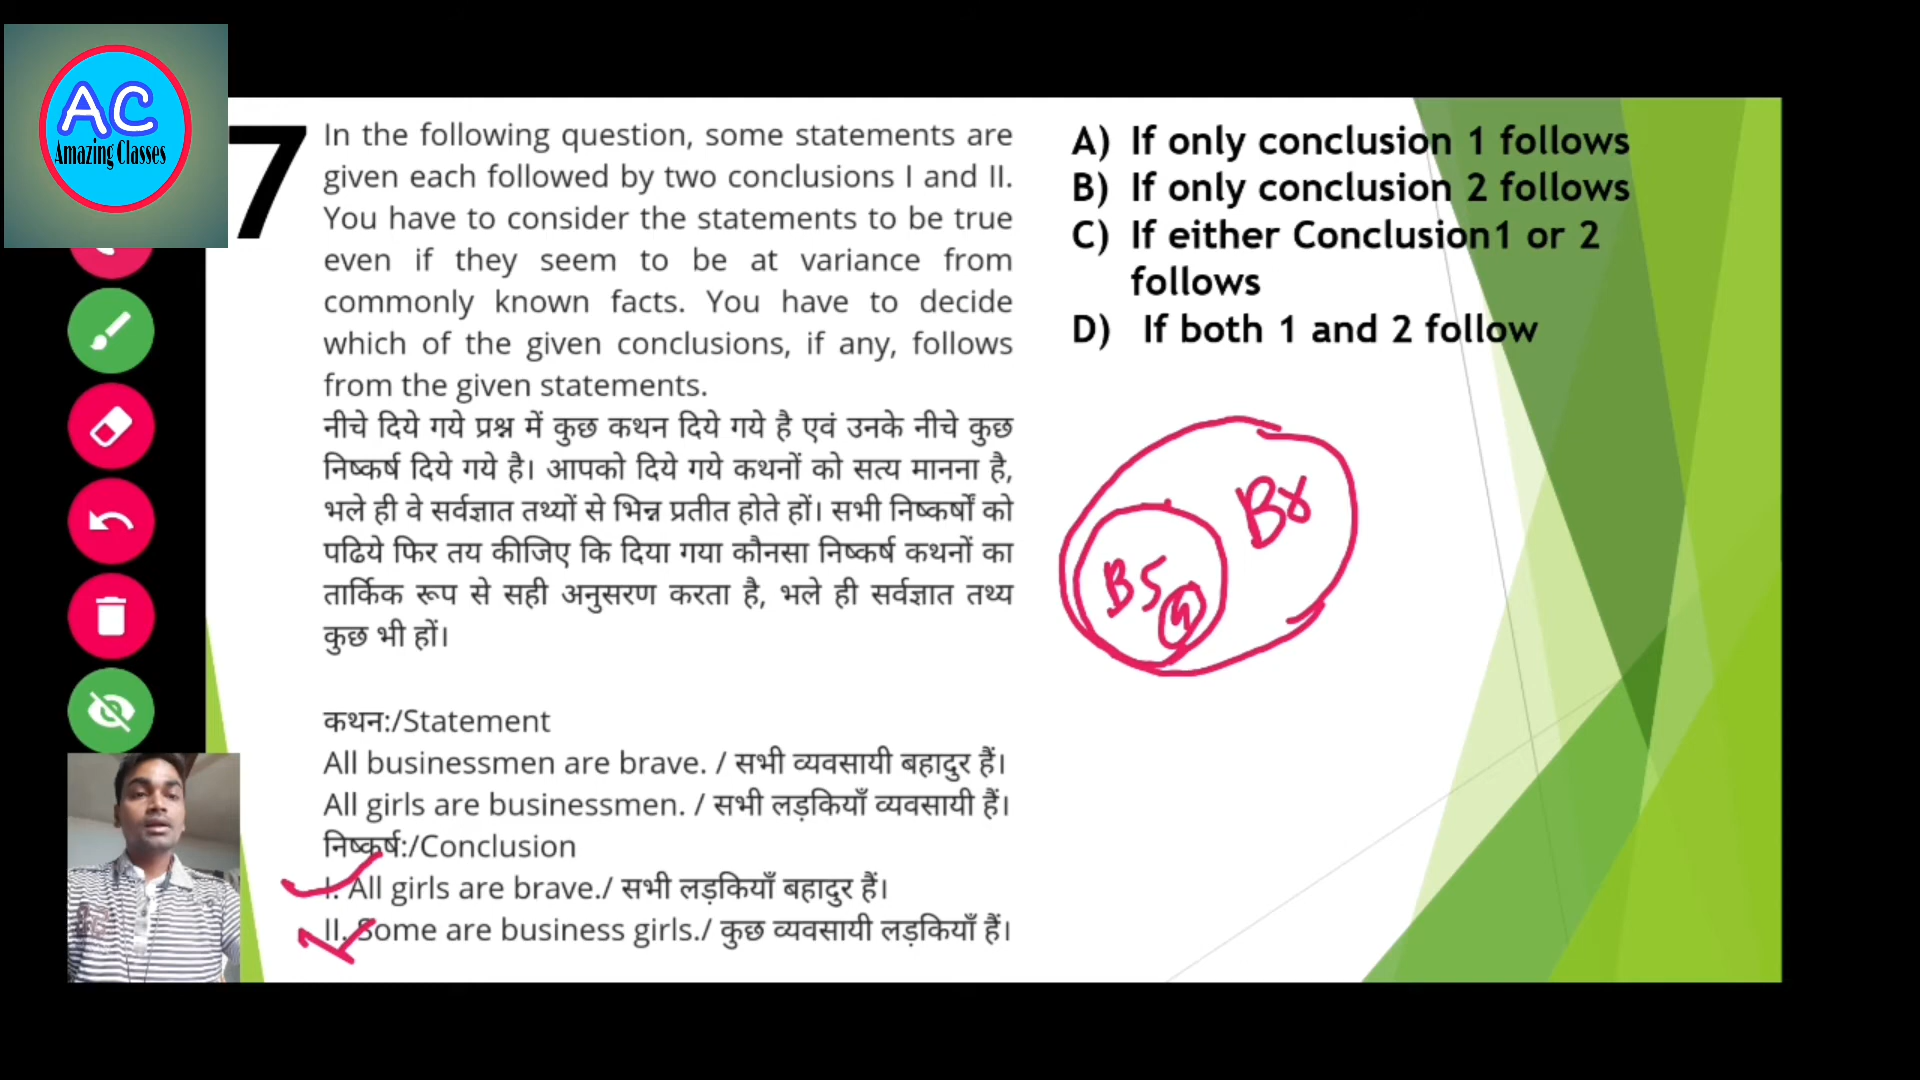 AC
Amazing Classes
7
In the following question, some statements are
given each followed by two conclusions I and II.
You have to consider the statements to be true
even if they seem to be at variance from
commonly known facts. You have to decide
which of the given conclusions, if any, follows
from the given statements.
नीचे दिये गये प्रश्न में कुछ कथन दिये गये है एवं उनके नीचे कुछ
निष्कर्ष दिये गये है। आपको दिये गये कथनों को सत्य मानना है,
भले ही वे सर्वज्ञात तथ्यों से भिन्न प्रतीत होते हों। सभी निष्कर्षों को
पढिये फिर तय कीजिए कि दिया गया कौनसा निष्कर्ष कथनों का
तार्किक रूप से सही अनुसरण करता है, भले ही सर्वज्ञात तथ्य
कुछ भी हों।
कथन:/Statement
All businessmen are brave. / सभी व्यवसायी बहादुर हैं।
All girls are businessmen. / सभी लड़कियाँ व्यवसायी हैं।
निष्कर्ष:/Conclusion
I. All girls are brave./ सभी लड़कियाँ बहादुर हैं।
II. Some are business girls./ कुछ व्यवसायी लड़कियाँ हैं।
A) If only conclusion 1 follows
B) If only conclusion 2 follows
C) If either Conclusion1 or 2
follows
D) If both 1 and 2 follow
Br
BS